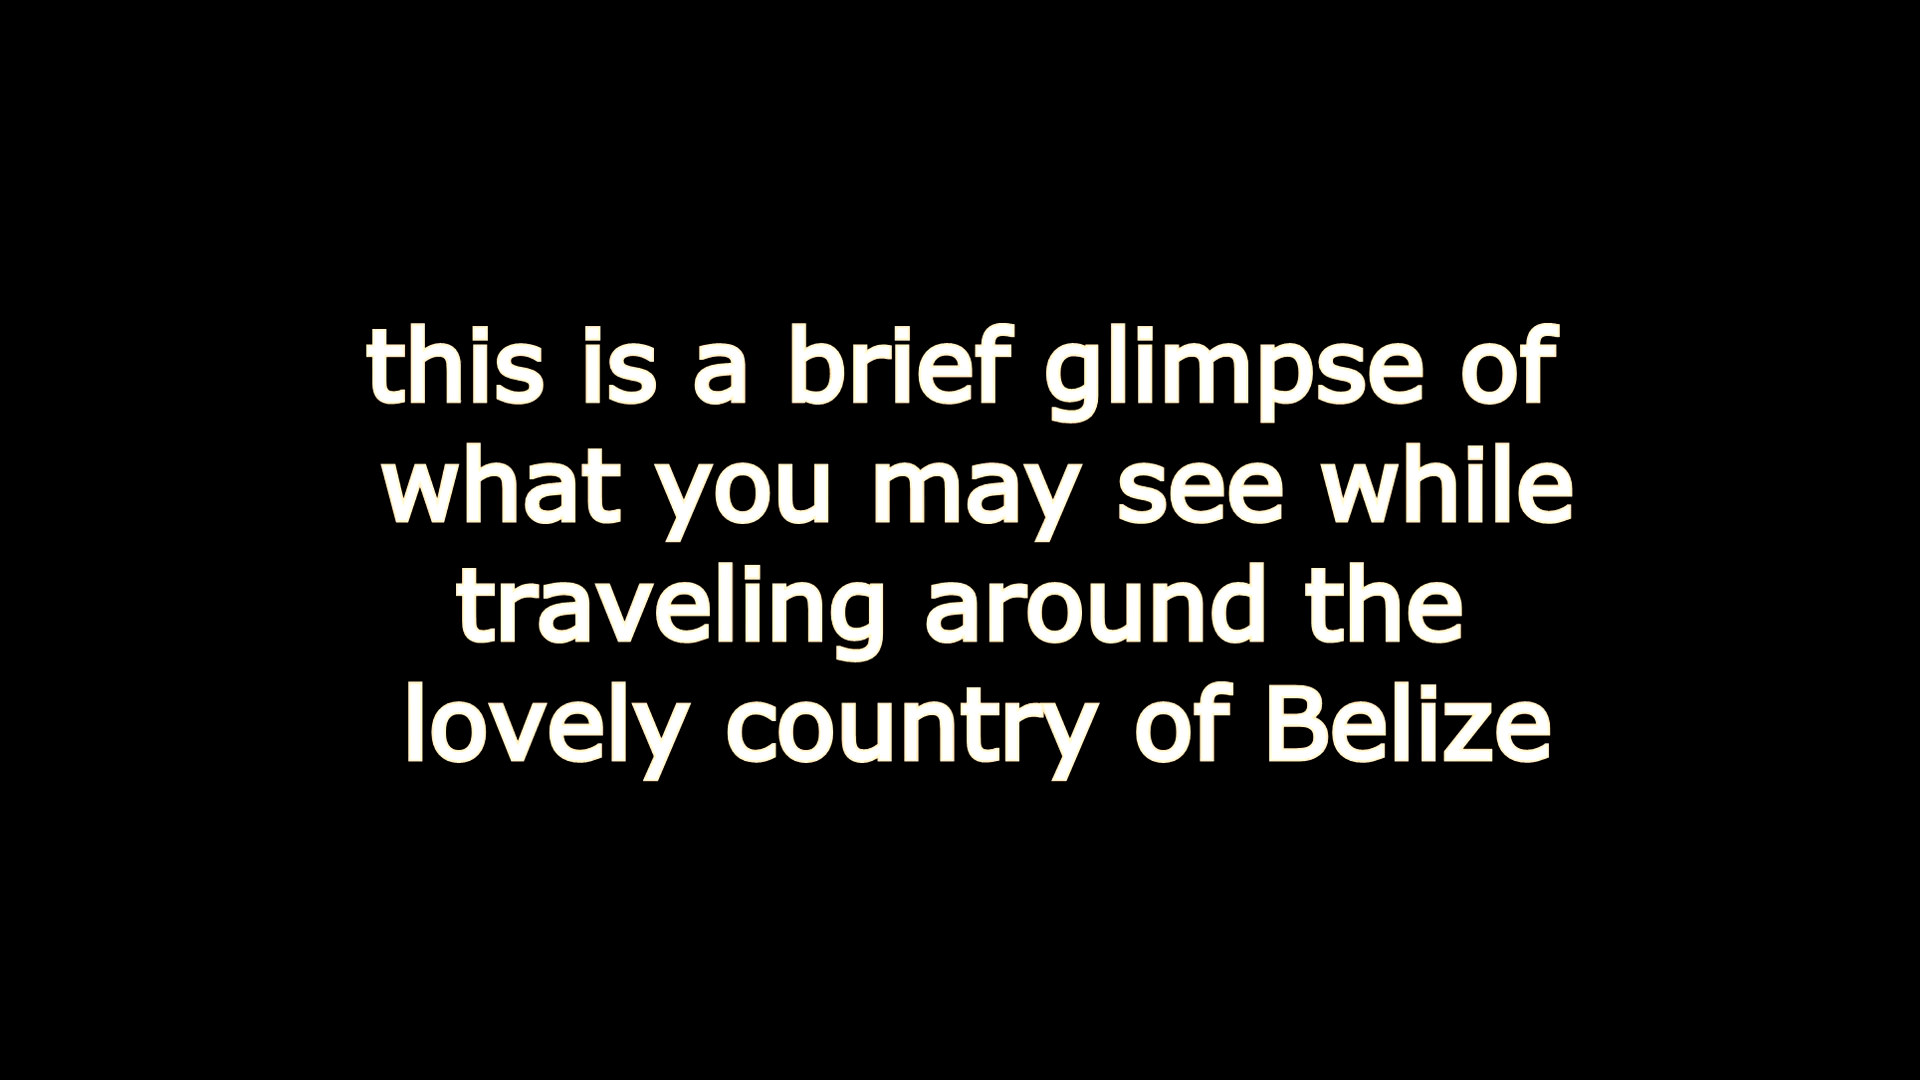 this is a brief glimpse of
what you may see while
traveling around the
lovely country of Belize